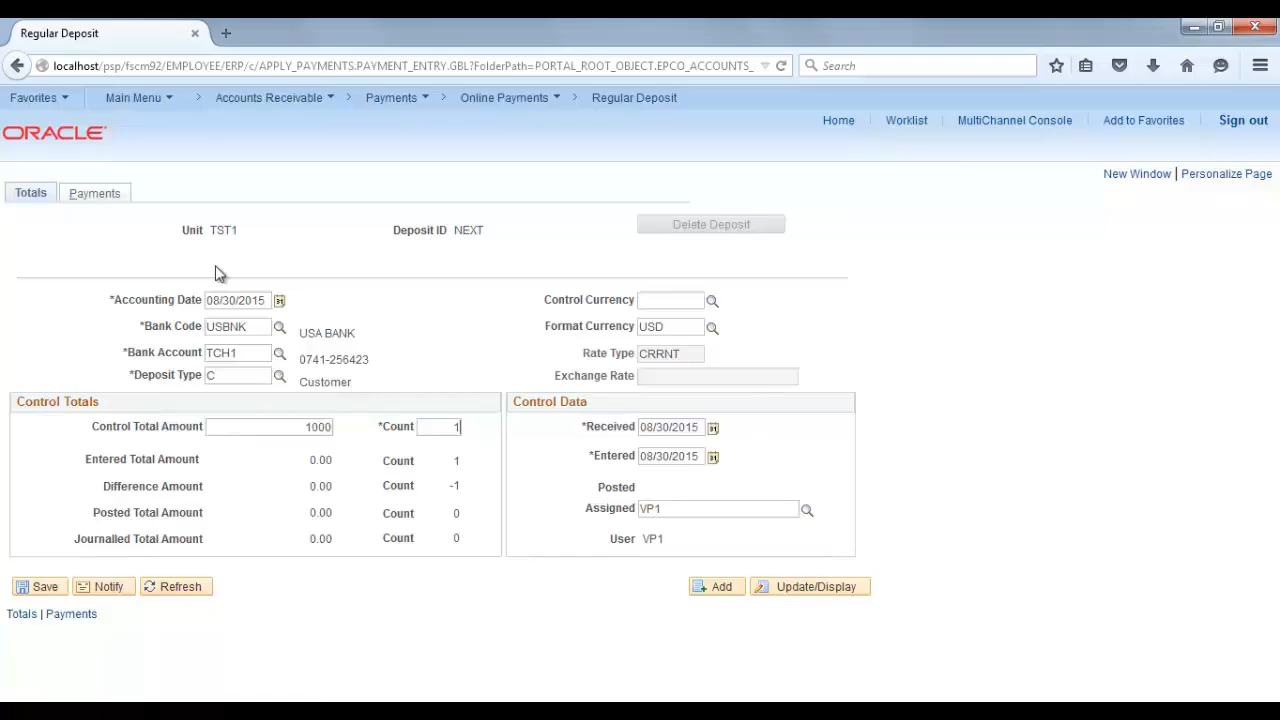 Regular Deposit
localhost/psp/fscm92/EMPLOYEE/ERP/c/APPLY_PAYMENTS.PAYMENT_ENTRY.GBL?FolderPath=PORTAL_ROOT_OBJECT.EPCO_ACCOUNTS_ Search
Favorites Main Menu > Accounts Receivable > Payments > Online Payments > Regular Deposit
ORACLE
Home Worklist MultiChannel Console Add to Favorites Sign out
New Window | Personalize Page
Totals Payments
Unit TST1 Deposit ID NEXT Delete Deposit
*Accounting Date 08/30/2015 31 Control Currency
*Bank Code USBNK USA BANK Format Currency USD
*Bank Account TCH1 0741-256423 Rate Type CRRNT
*Deposit Type C Customer Exchange Rate
Control Totals Control Data
Control Total Amount 1000 *Count 1 *Received 08/30/2015 31
Entered Total Amount 0.00 Count 1 *Entered 08/30/2015 31
Difference Amount 0.00 Count -1 Posted
Posted Total Amount 0.00 Count 0 Assigned VP1
Journalled Total Amount 0.00 Count 0 User VP1
Save Notify Refresh Add Update/Display
Totals | Payments